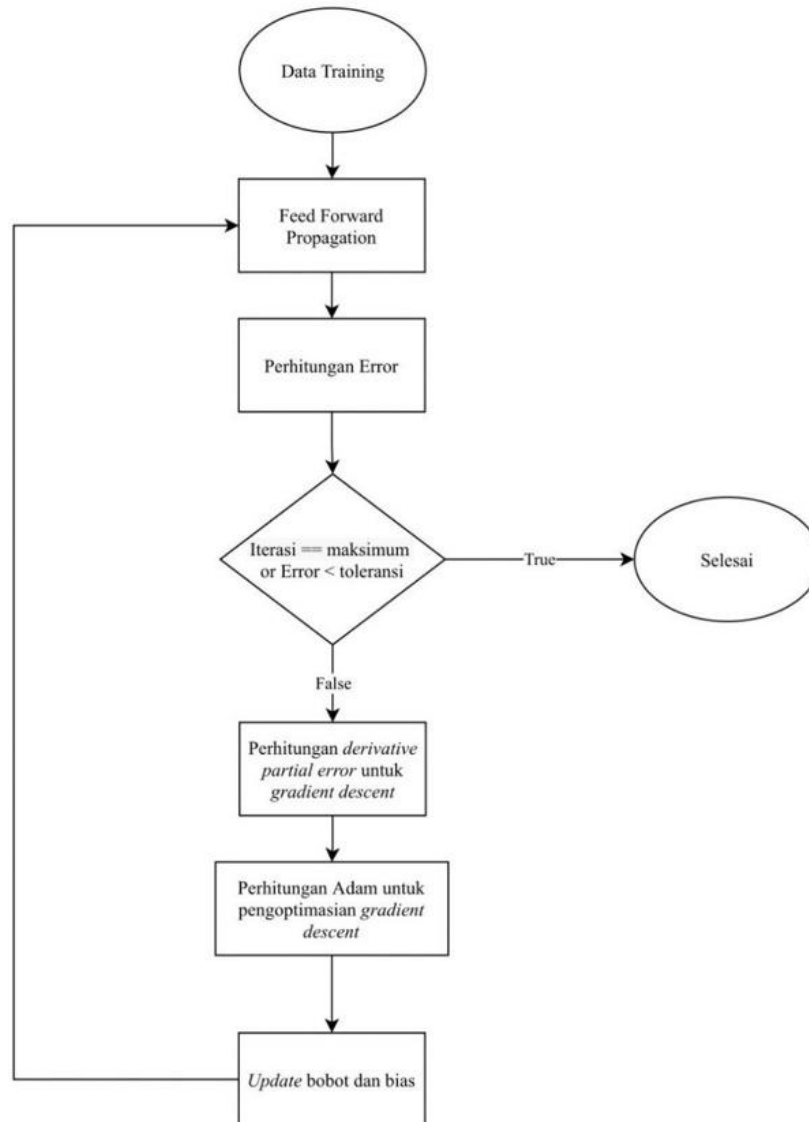 Data Training
Feed Forward
Propagation
Perhitungan Error
Iterasi == maksimum
or Error < toleransi
True
Selesai
False
Perhitungan derivative
partial error untuk
gradient descent
Perhitungan Adam untuk
pengoptimasian gradient
descent
Update bobot dan bias